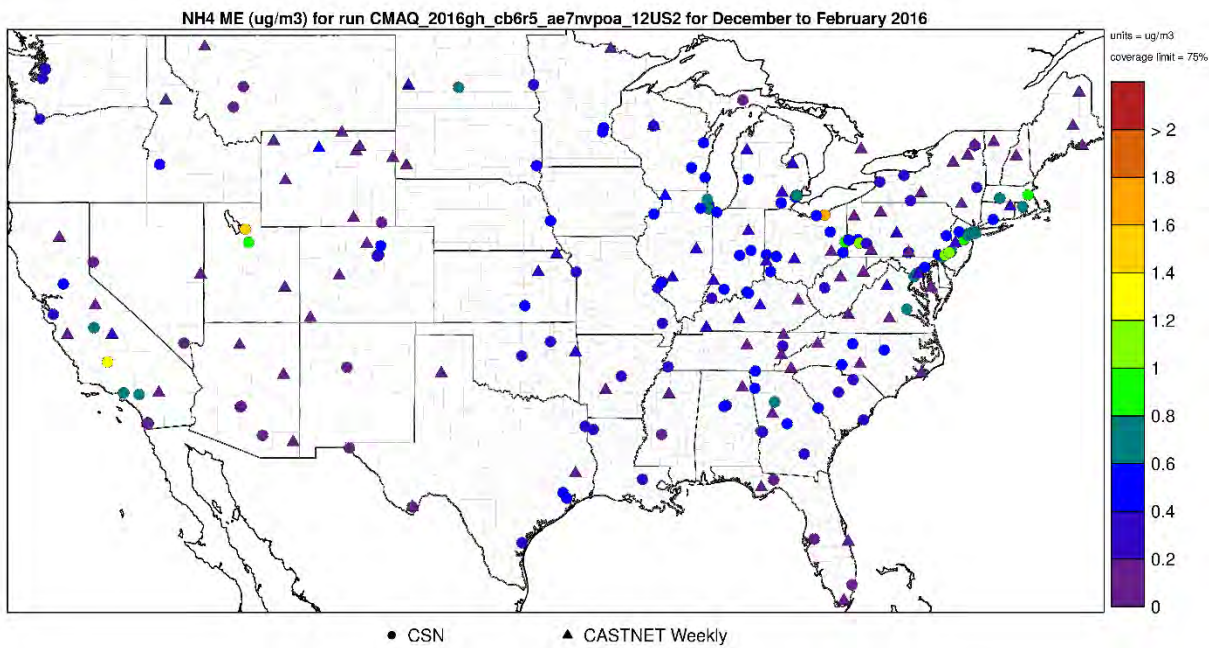 NH4 ME (ug/m3) for run CMAQ_2016gh_cb6r5_ae7nvpoa_12US2 for December to February 2016
units = ug/m3
coverage limit = 75%
> 2
1.8
1.6
1.4
1.2
1
0.8
0.6
0.4
0.2
0
CSN
CASTNET Weekly